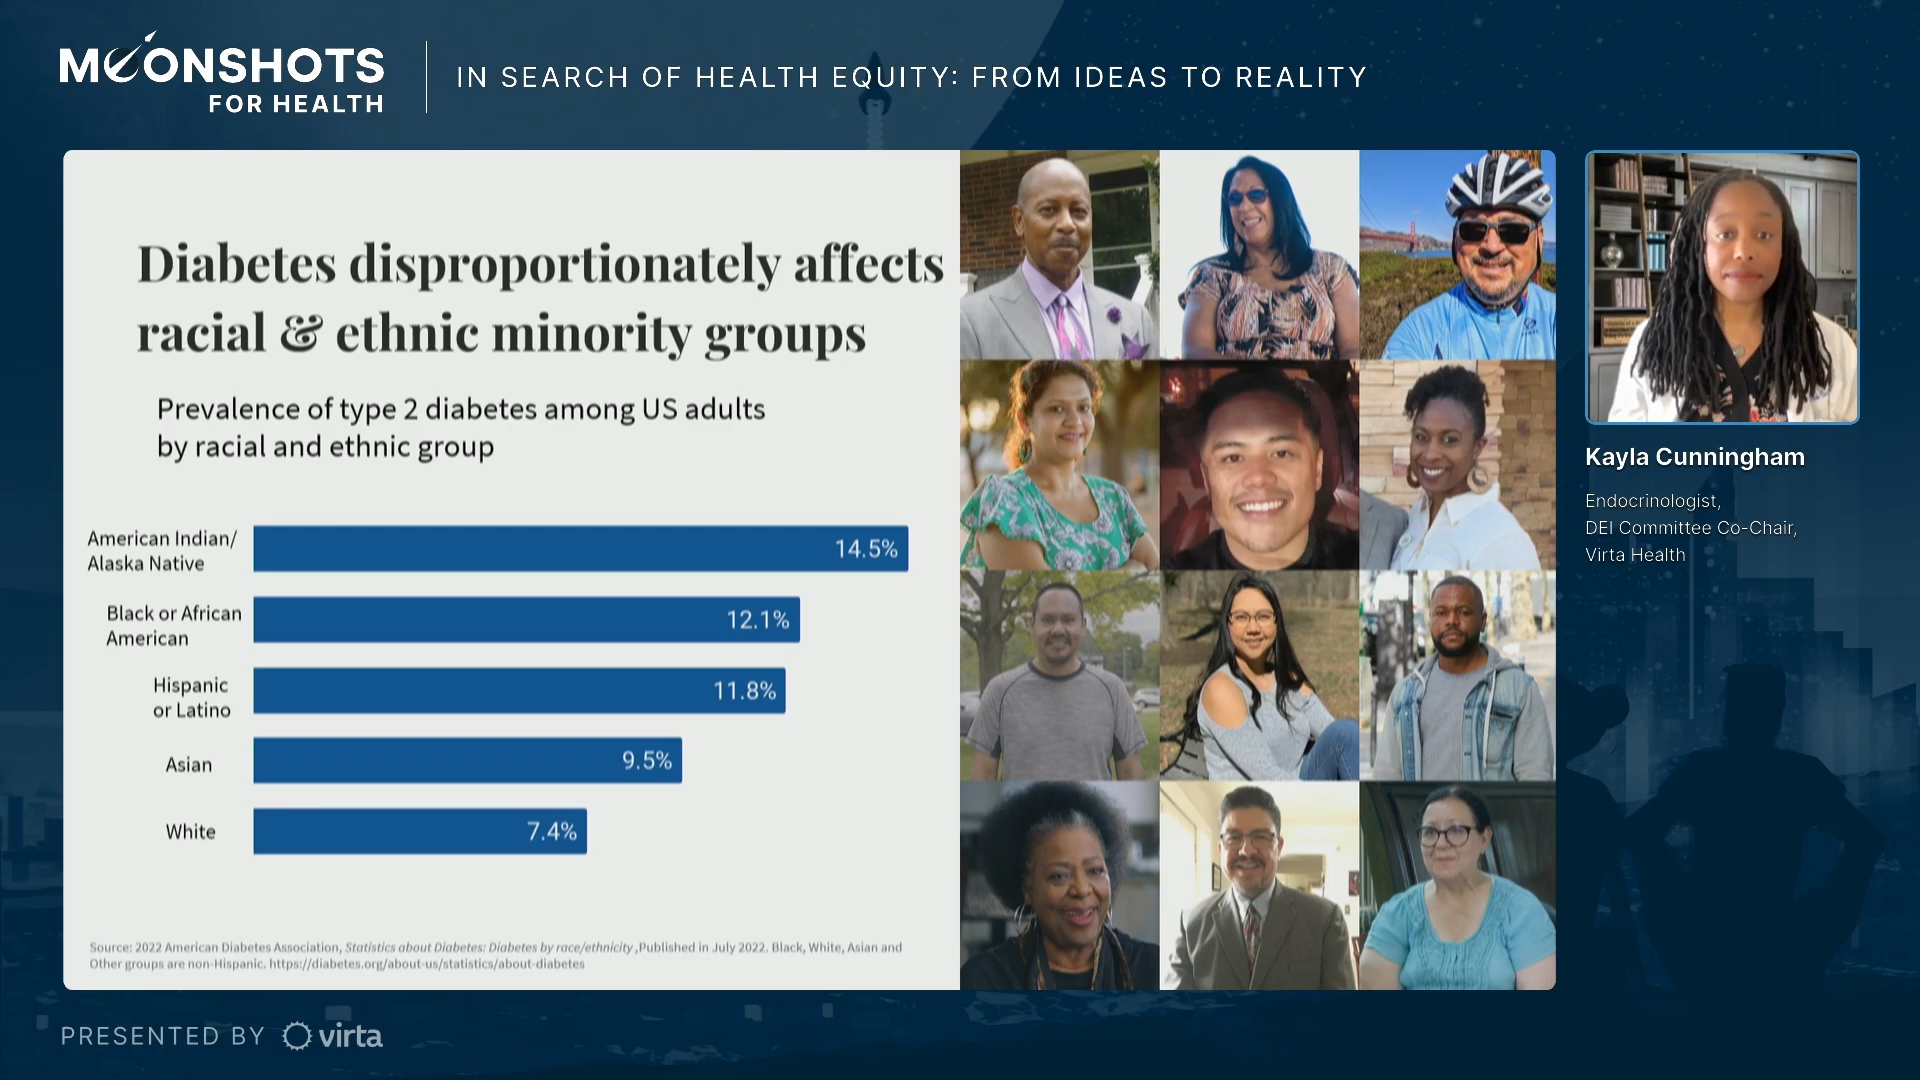 MOONSHOTS
FOR HEALTH
IN SEARCH OF HEALTH EQUITY: FROM IDEAS TO REALITY
Diabetes disproportionately affects
racial & ethnic minority groups
Prevalence of type 2 diabetes among US adults
by racial and ethnic group
American Indian/
Alaska Native
14.5%
Black or African
American
12.1%
Hispanic
or Latino
11.8%
Asian
9.5%
White
7.4%
Source: 2022 American Diabetes Association, Statistics about Diabetes: Diabetes by race/ethnicity ,Published in July 2022. Black, White, Asian and
Other groups are non-Hispanic. https://diabetes.org/about-us/statistics/about-diabetes
Kayla Cunningham
Endocrinologist,
DEI Committee Co-Chair,
Virta Health
PRESENTED BY virta